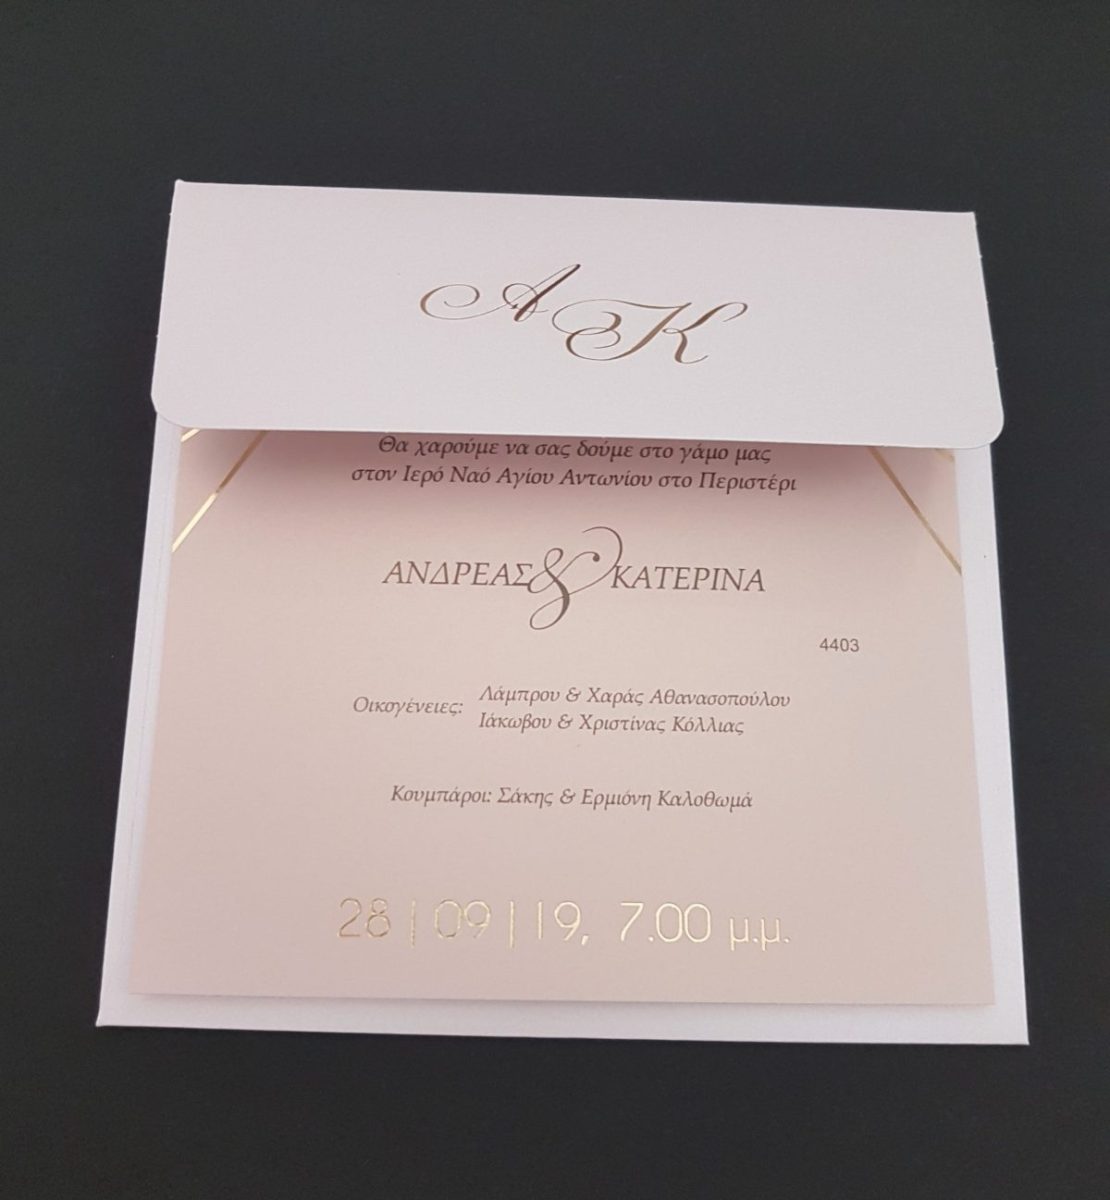 Α Κ
Θα χαρούμε να σας δούμε στο γάμο μας
στον Ιερό Ναό Αγίου Αντωνίου στο Περιστέρι
ΑΝΔΡΕΑΣ & ΚΑΤΕΡΙΝΑ
4403
Οικογένειες: Λάμπρου & Χαράς Αθανασοπούλου
Ιάκωβου & Χριστίνας Κόλλιας
Κουμπάροι: Σάκης & Ερμιόνη Καλοθωμά
28 | 09 | 19, 7.00 μ.μ.